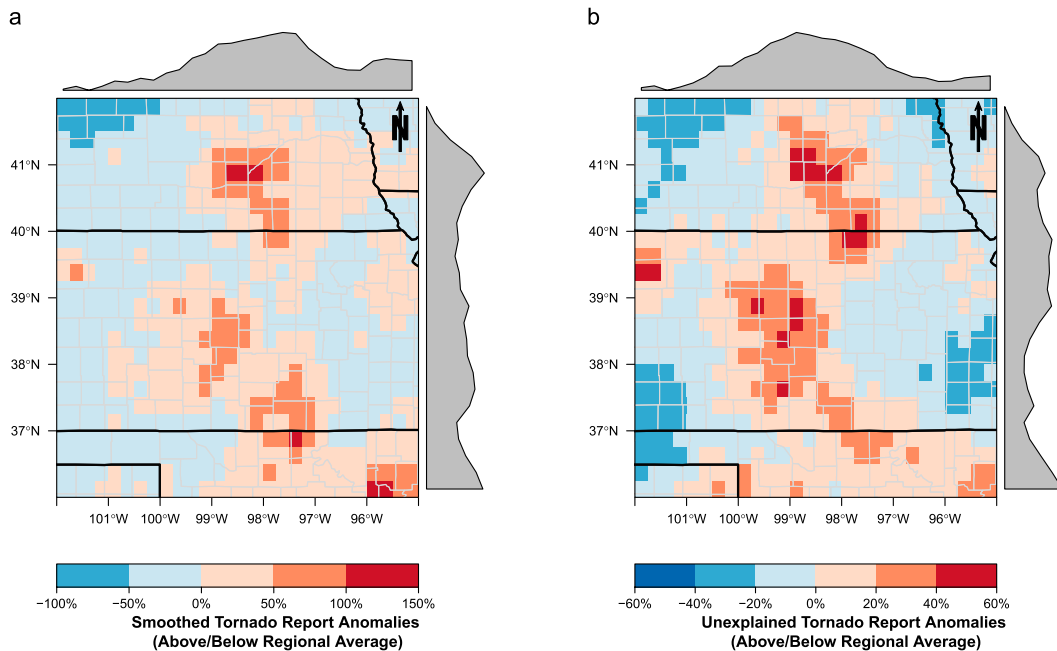 a
b
N
N
41°N
40°N
39°N
38°N
37°N
41°N
40°N
39°N
38°N
37°N
101°W 100°W 99°W 98°W 97°W 96°W
101°W 100°W 99°W 98°W 97°W 96°W
−100% −50% 0% 50% 100% 150%
Smoothed Tornado Report Anomalies
(Above/Below Regional Average)
−60% −40% −20% 0% 20% 40% 60%
Unexplained Tornado Report Anomalies
(Above/Below Regional Average)